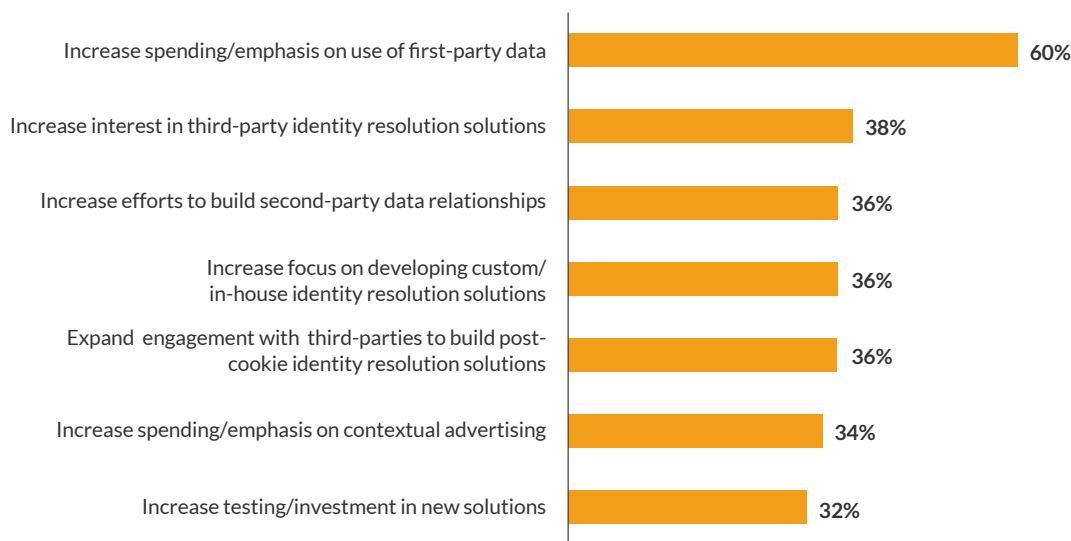 Increase spending/emphasis on use of first-party data
60%
Increase interest in third-party identity resolution solutions
38%
Increase efforts to build second-party data relationships
36%
Increase focus on developing custom/
in-house identity resolution solutions
36%
Expand engagement with third-parties to build post-
cookie identity resolution solutions
36%
Increase spending/emphasis on contextual advertising
34%
Increase testing/investment in new solutions
32%